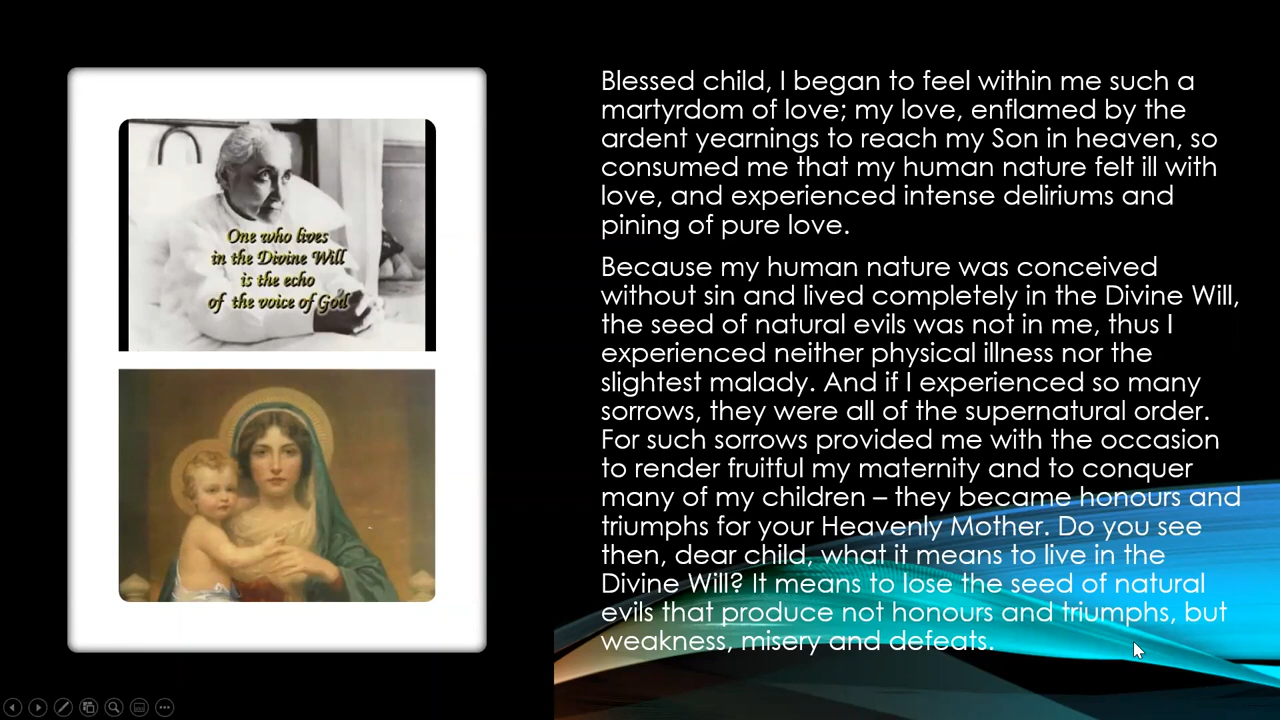 One who lives
in the Divine Will
is the echo
of the voice of God
Blessed child, I began to feel within me such a
martyrdom of love; my love, enflamed by the
ardent yearnings to reach my Son in heaven, so
consumed me that my human nature felt ill with
love, and experienced intense deliriums and
pining of pure love.
Because my human nature was conceived
without sin and lived completely in the Divine Will,
the seed of natural evils was not in me, thus I
experienced neither physical illness nor the
slightest malady. And if I experienced so many
sorrows, they were all of the supernatural order.
For such sorrows provided me with the occasion
to render fruitful my maternity and to conquer
many of my children – they became honours and
triumphs for your Heavenly Mother. Do you see
then, dear child, what it means to live in the
Divine Will? It means to lose the seed of natural
evils that produce not honours and triumphs, but
weakness, misery and defeats.